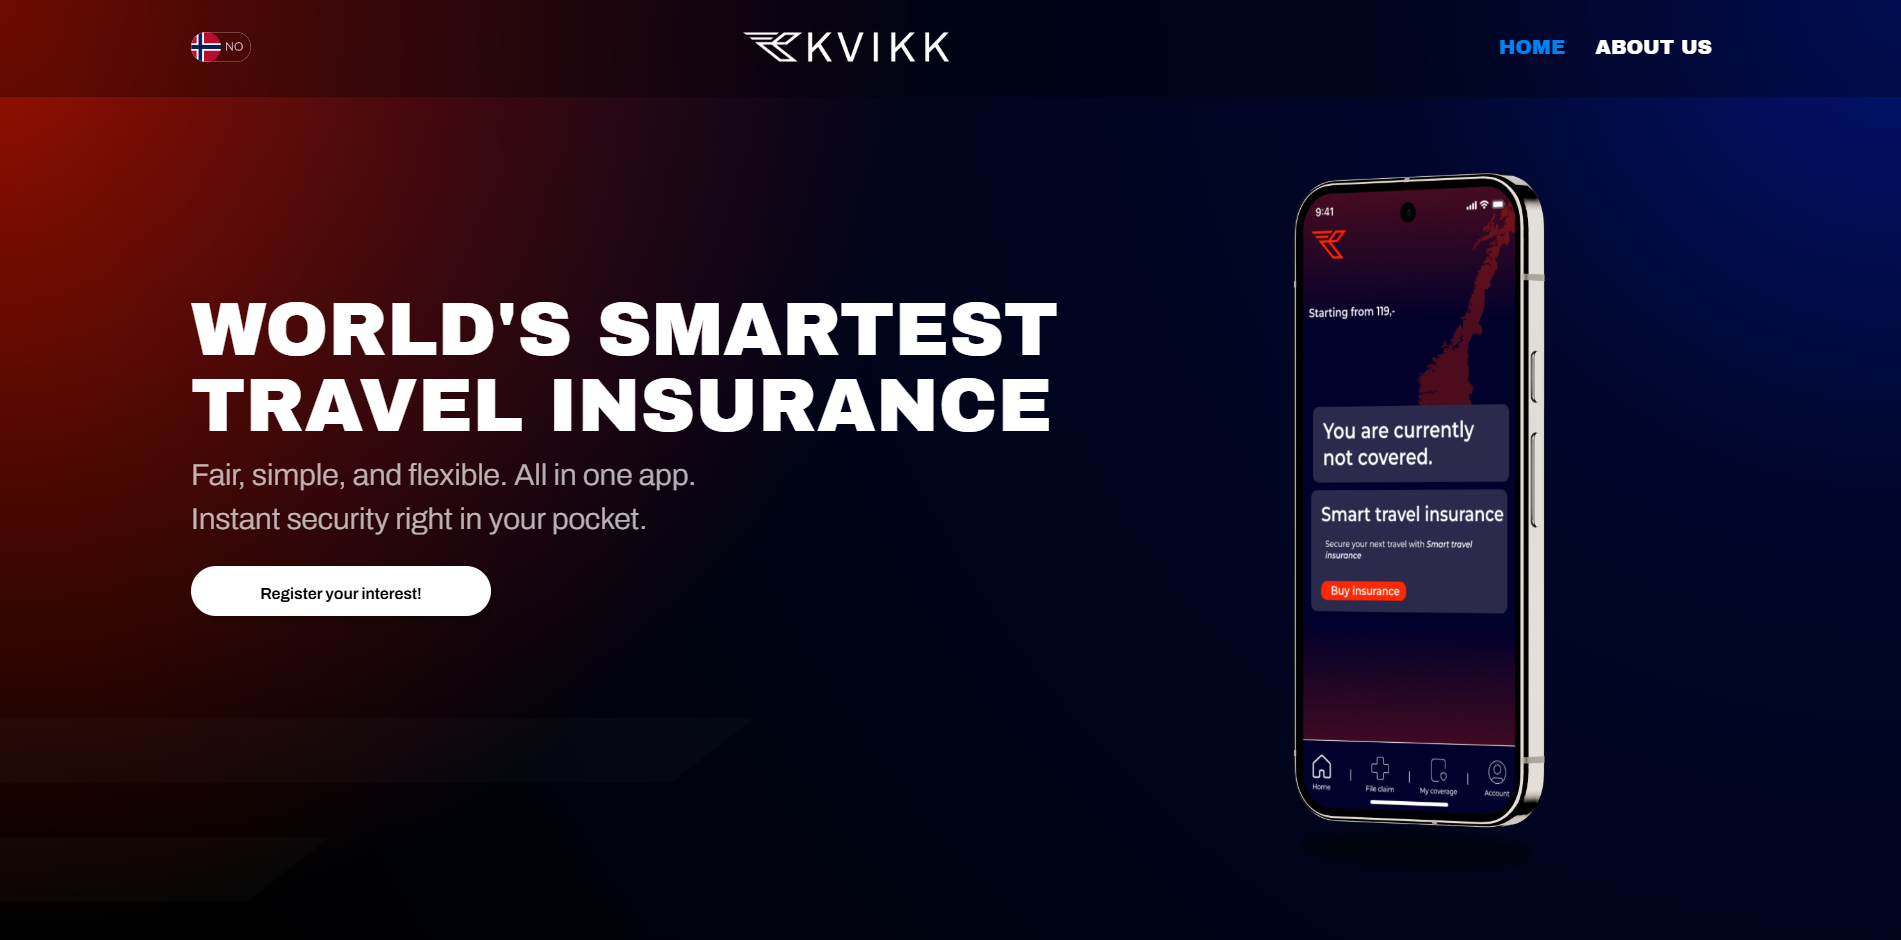 NO
KVIKK
HOME
ABOUT US
WORLD'S SMARTEST
TRAVEL INSURANCE
Fair, simple, and flexible. All in one app.
Instant security right in your pocket.
Register your interest!
9:41
Starting from 119,-
You are currently
not covered.
Smart travel insurance
Secure your next travel with Smart travel
insurance
Buy insurance
Home
File claim
My coverage
Account